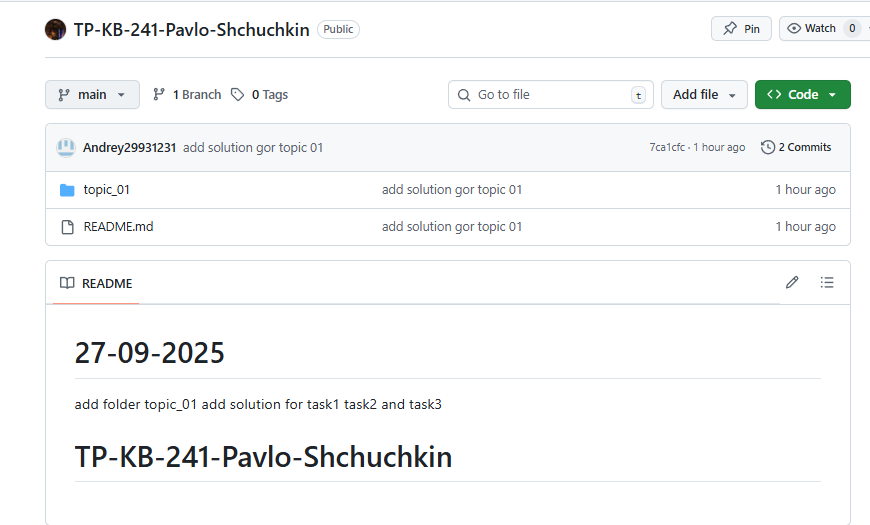 TP-KB-241-Pavlo-Shchuchkin Public Pin Watch 0
main 1 Branch 0 Tags Go to file t Add file Code
Andrey29931231 add solution gor topic 01 7ca1cfc · 1 hour ago 2 Commits
topic_01 add solution gor topic 01 1 hour ago
README.md add solution gor topic 01 1 hour ago
README
27-09-2025
add folder topic_01 add solution for task1 task2 and task3
TP-KB-241-Pavlo-Shchuchkin